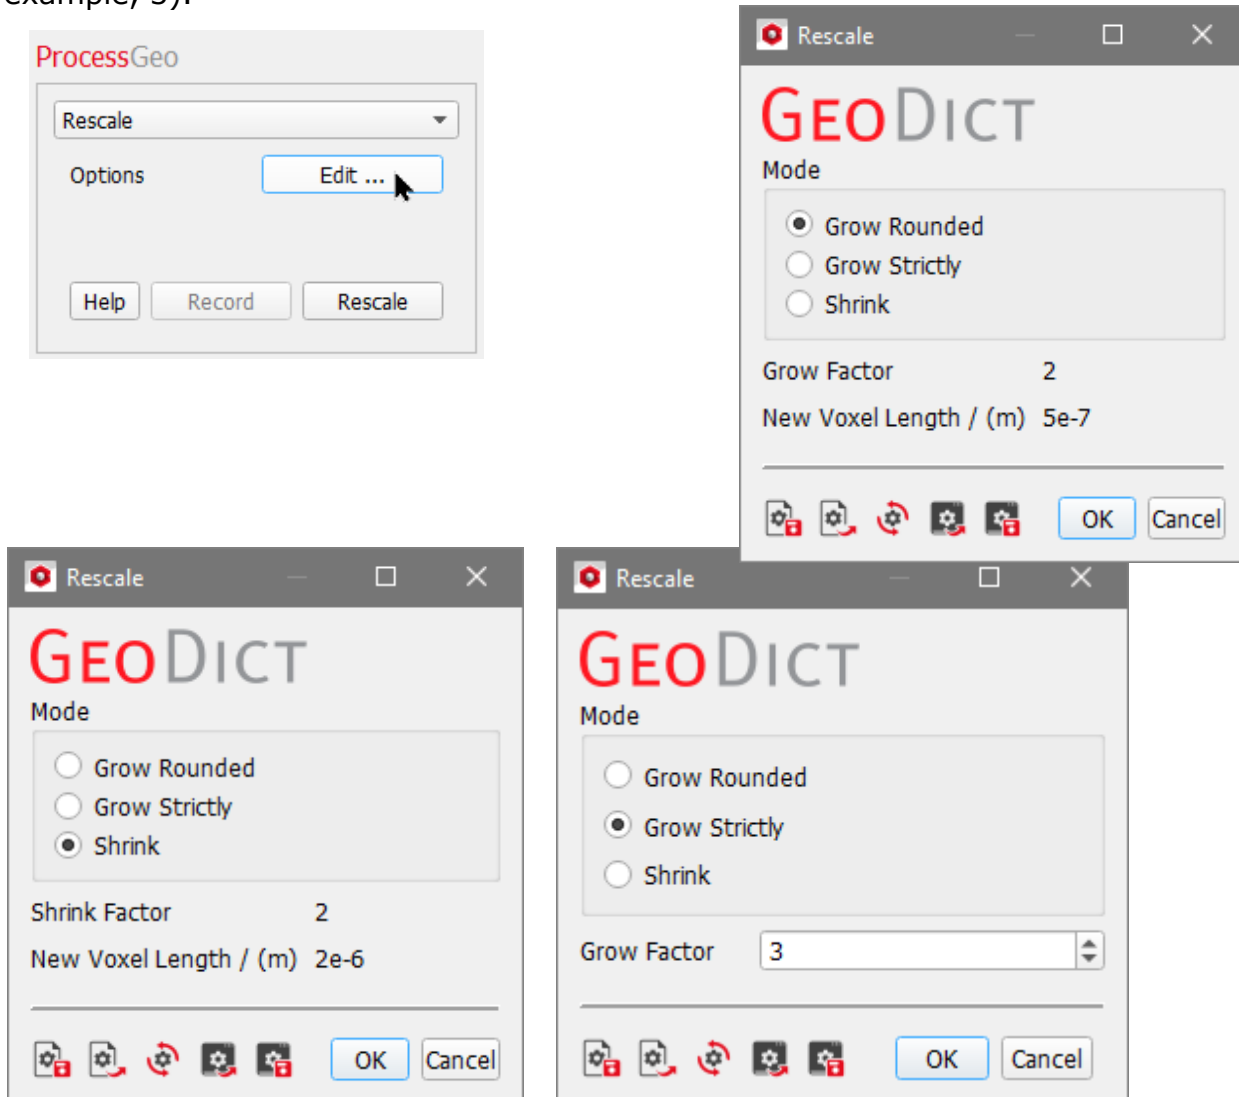 example, 3).
ProcessGeo
Rescale
Options
Edit ...
Help
Record
Rescale
Rescale
GEODICT
Mode
Grow Rounded
Grow Strictly
Shrink
Grow Factor 2
New Voxel Length / (m) 5e-7
OK
Cancel
Rescale
GEODICT
Mode
Grow Rounded
Grow Strictly
Shrink
Shrink Factor 2
New Voxel Length / (m) 2e-6
OK
Cancel
Rescale
GEODICT
Mode
Grow Rounded
Grow Strictly
Shrink
Grow Factor 3
OK
Cancel